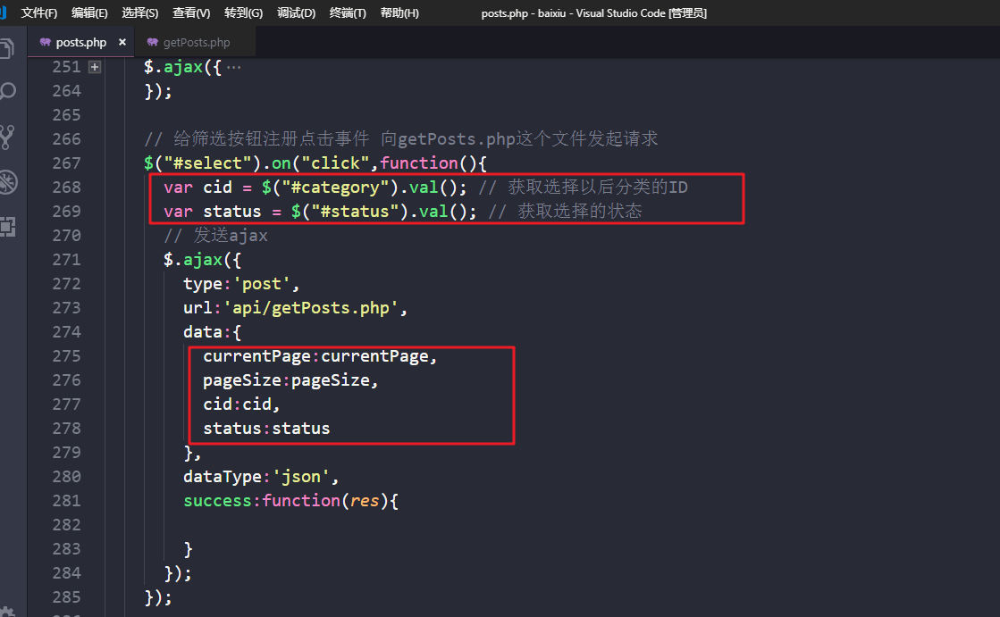 文件(F) 编辑(E) 选择(S) 查看(V) 转到(G) 调试(D) 终端(T) 帮助(H) posts.php - baixiu - Visual Studio Code [管理员]
posts.php × getPosts.php
251 $.ajax({ ···
264 });
265
266 // 给筛选按钮注册点击事件 向getPosts.php这个文件发起请求
267 $("#select").on("click",function(){
268 var cid = $("#category").val(); // 获取选择以后分类的ID
269 var status = $("#status").val(); // 获取选择的状态
270 // 发送ajax
271 $.ajax({
272 type:'post',
273 url:'api/getPosts.php',
274 data:{
275 currentPage:currentPage,
276 pageSize:pageSize,
277 cid:cid,
278 status:status
279 },
280 dataType:'json',
281 success:function(res){
282
283 }
284 });
285 });